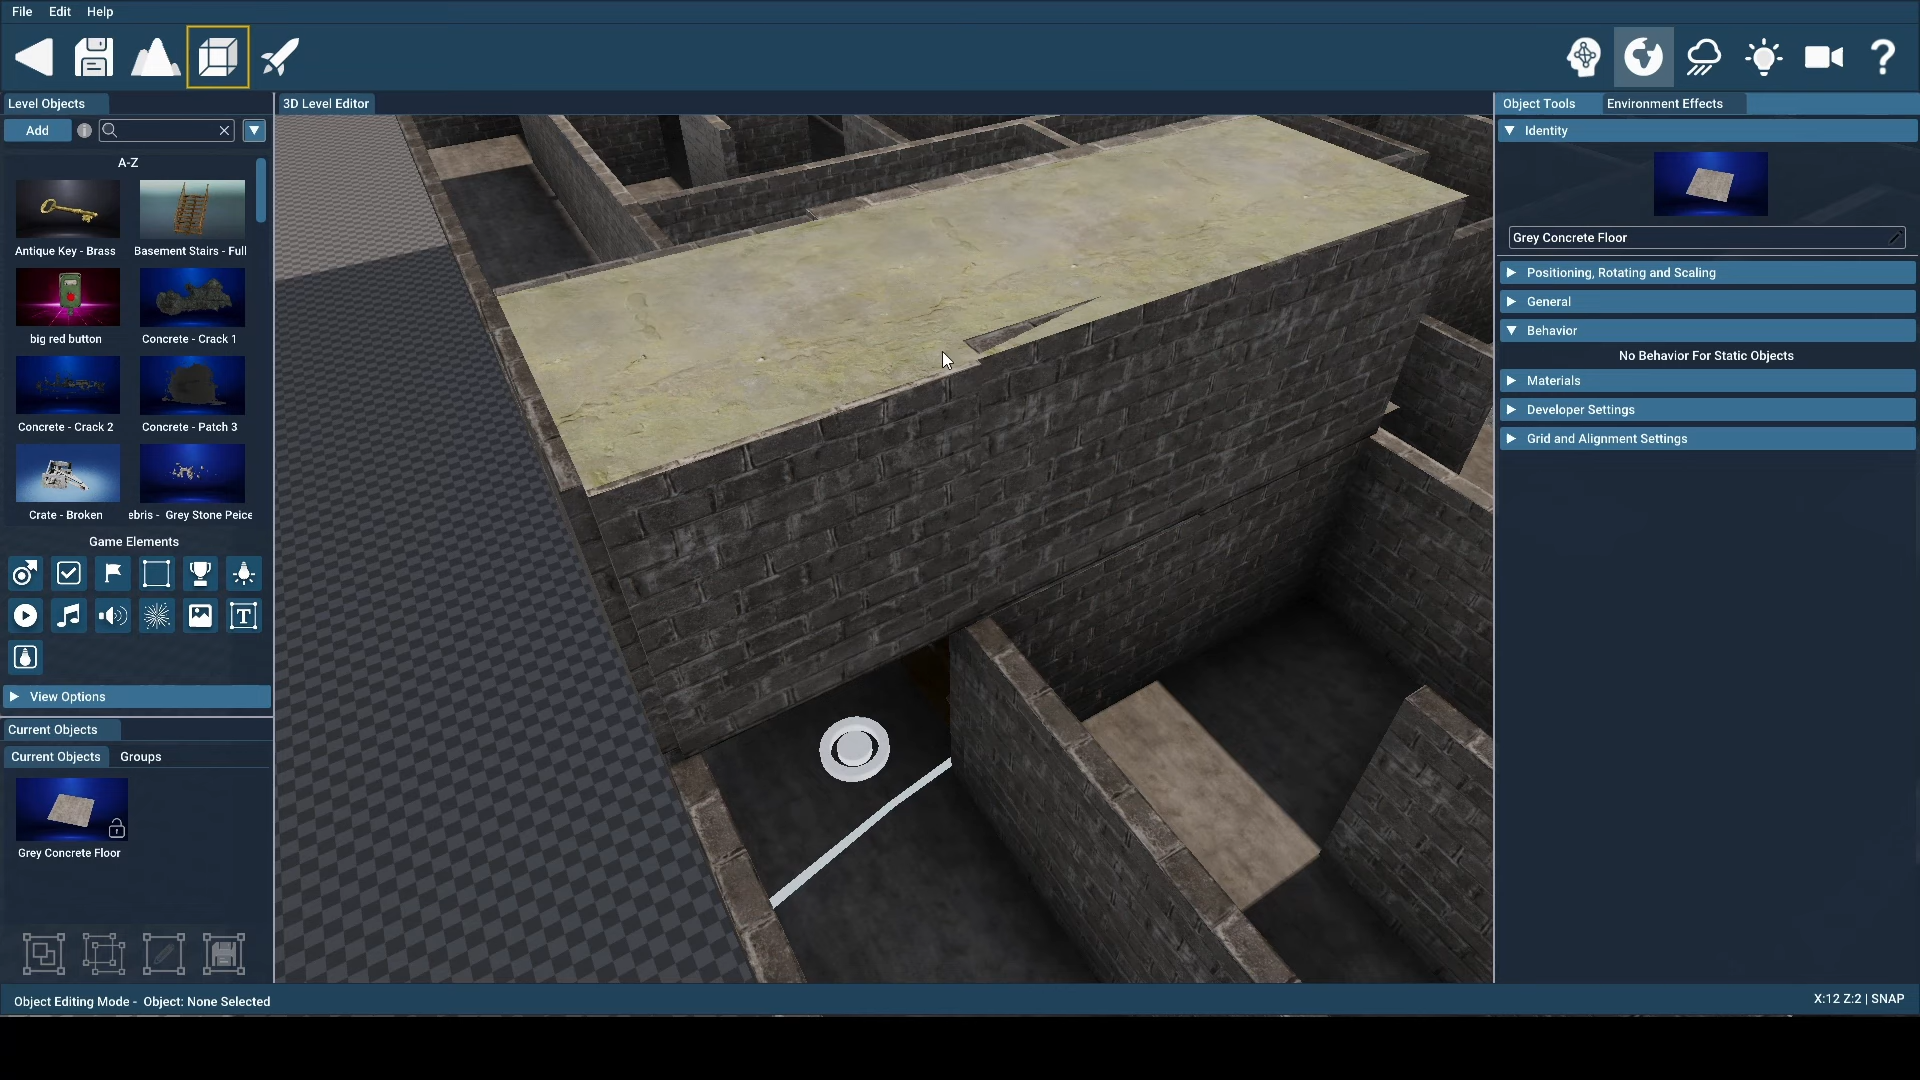 File Edit Help
Level Objects
3D Level Editor
Object Tools
Environment Effects
Add
Identity
A-Z
Antique Key - Brass
Basement Stairs - Full
big red button
Concrete - Crack 1
Concrete - Crack 2
Concrete - Patch 3
Crate - Broken
ebris - Grey Stone Peice
Game Elements
View Options
Current Objects
Current Objects
Groups
Grey Concrete Floor
Grey Concrete Floor
Positioning, Rotating and Scaling
General
Behavior
No Behavior For Static Objects
Materials
Developer Settings
Grid and Alignment Settings
Object Editing Mode - Object: None Selected
X:12 Z:2 | SNAP